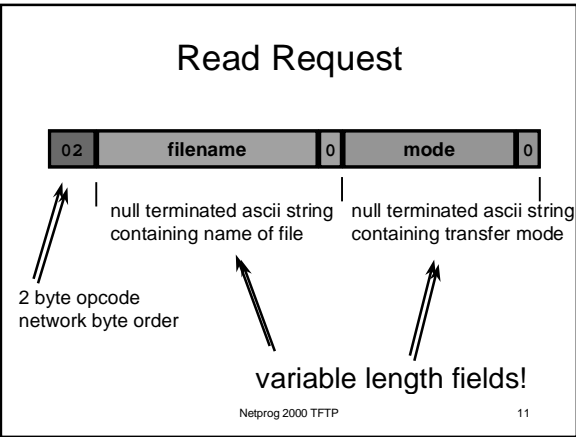 Read Request
02 filename 0 mode 0
null terminated ascii string
containing name of file
null terminated ascii string
containing transfer mode
2 byte opcode
network byte order
variable length fields!
Netprog 2000 TFTP 11